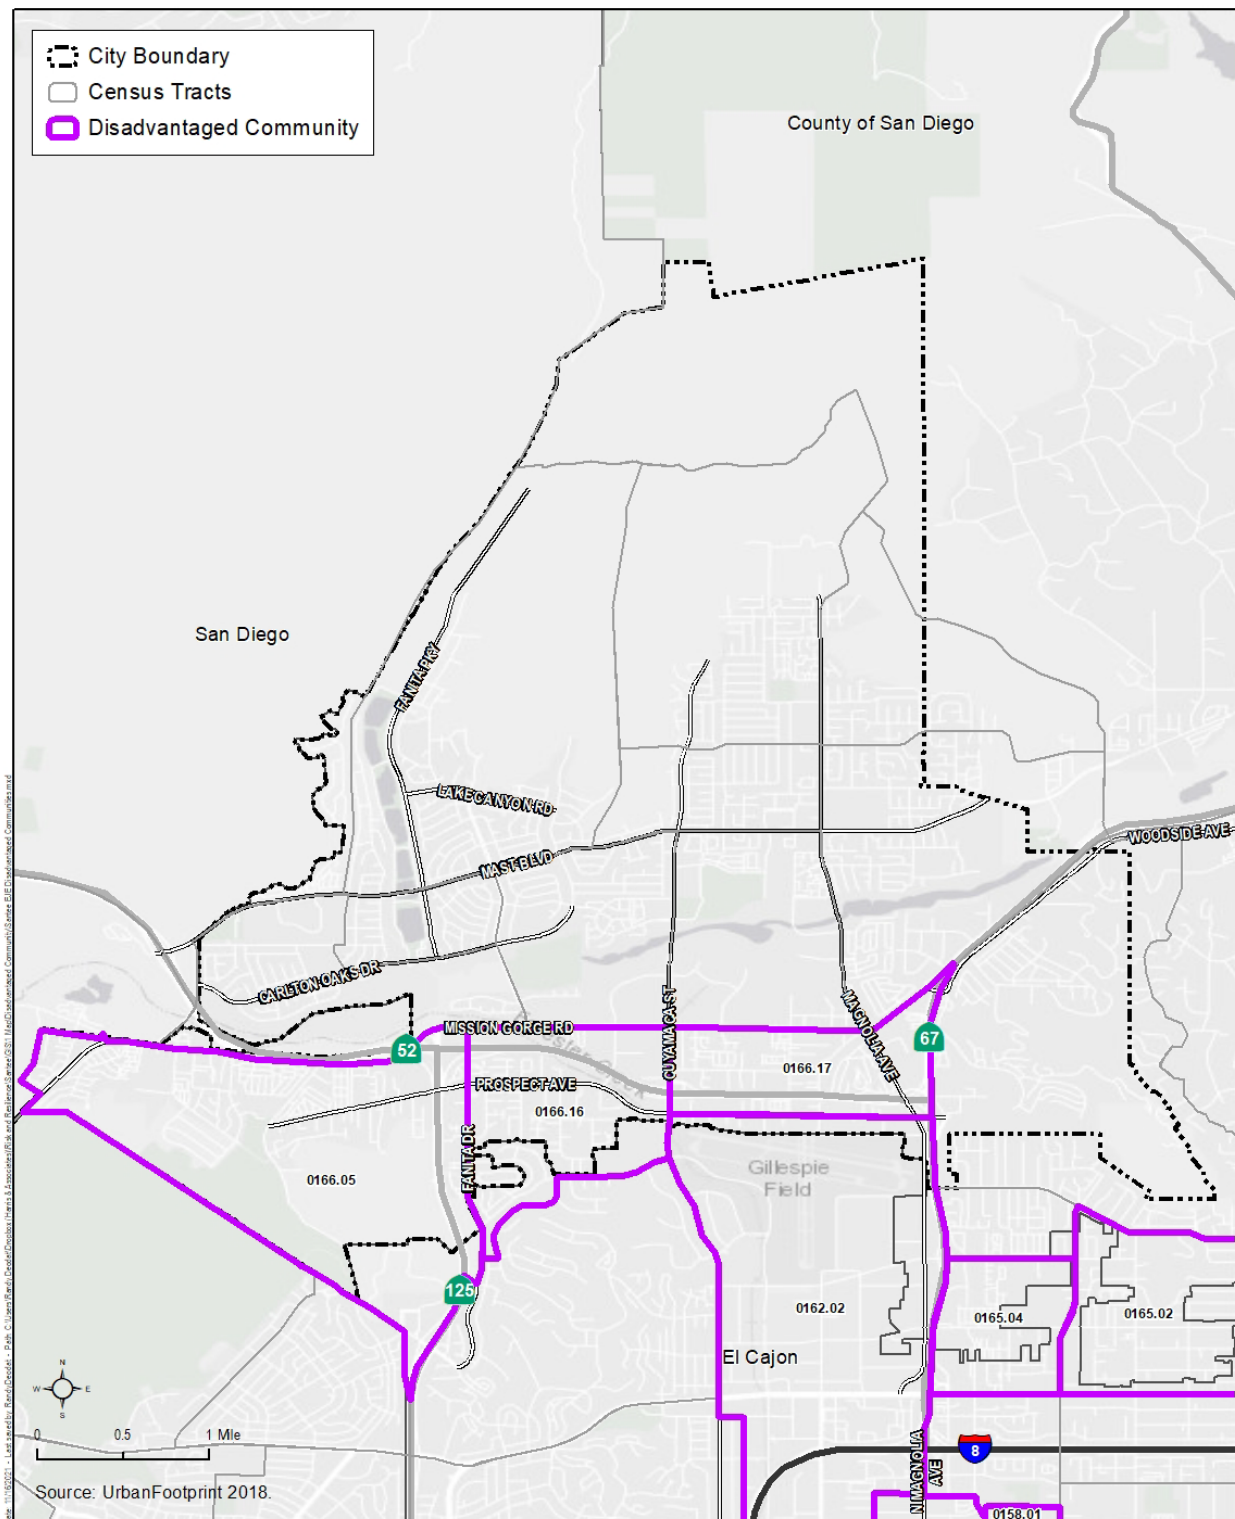 City Boundary
Census Tracts
Disadvantaged Community
County of San Diego
San Diego
FANITA PKY
LAKE CANYON RD
MAST BLVD
WOODSIDE AVE
CARLTON OAKS DR
MISSION GORGE RD
52
CUYAMACA ST
MAGNOLIA AVE
67
0166.17
PROSPECT AVE
0166.16
FANITA DR
0166.05
Gillespie
Field
125
0162.02
0165.04
0165.02
El Cajon
N
W E
S
0 0.5 1 Mile
8
N MAGNOLIA
AVE
Source: UrbanFootprint 2018.
0158.01